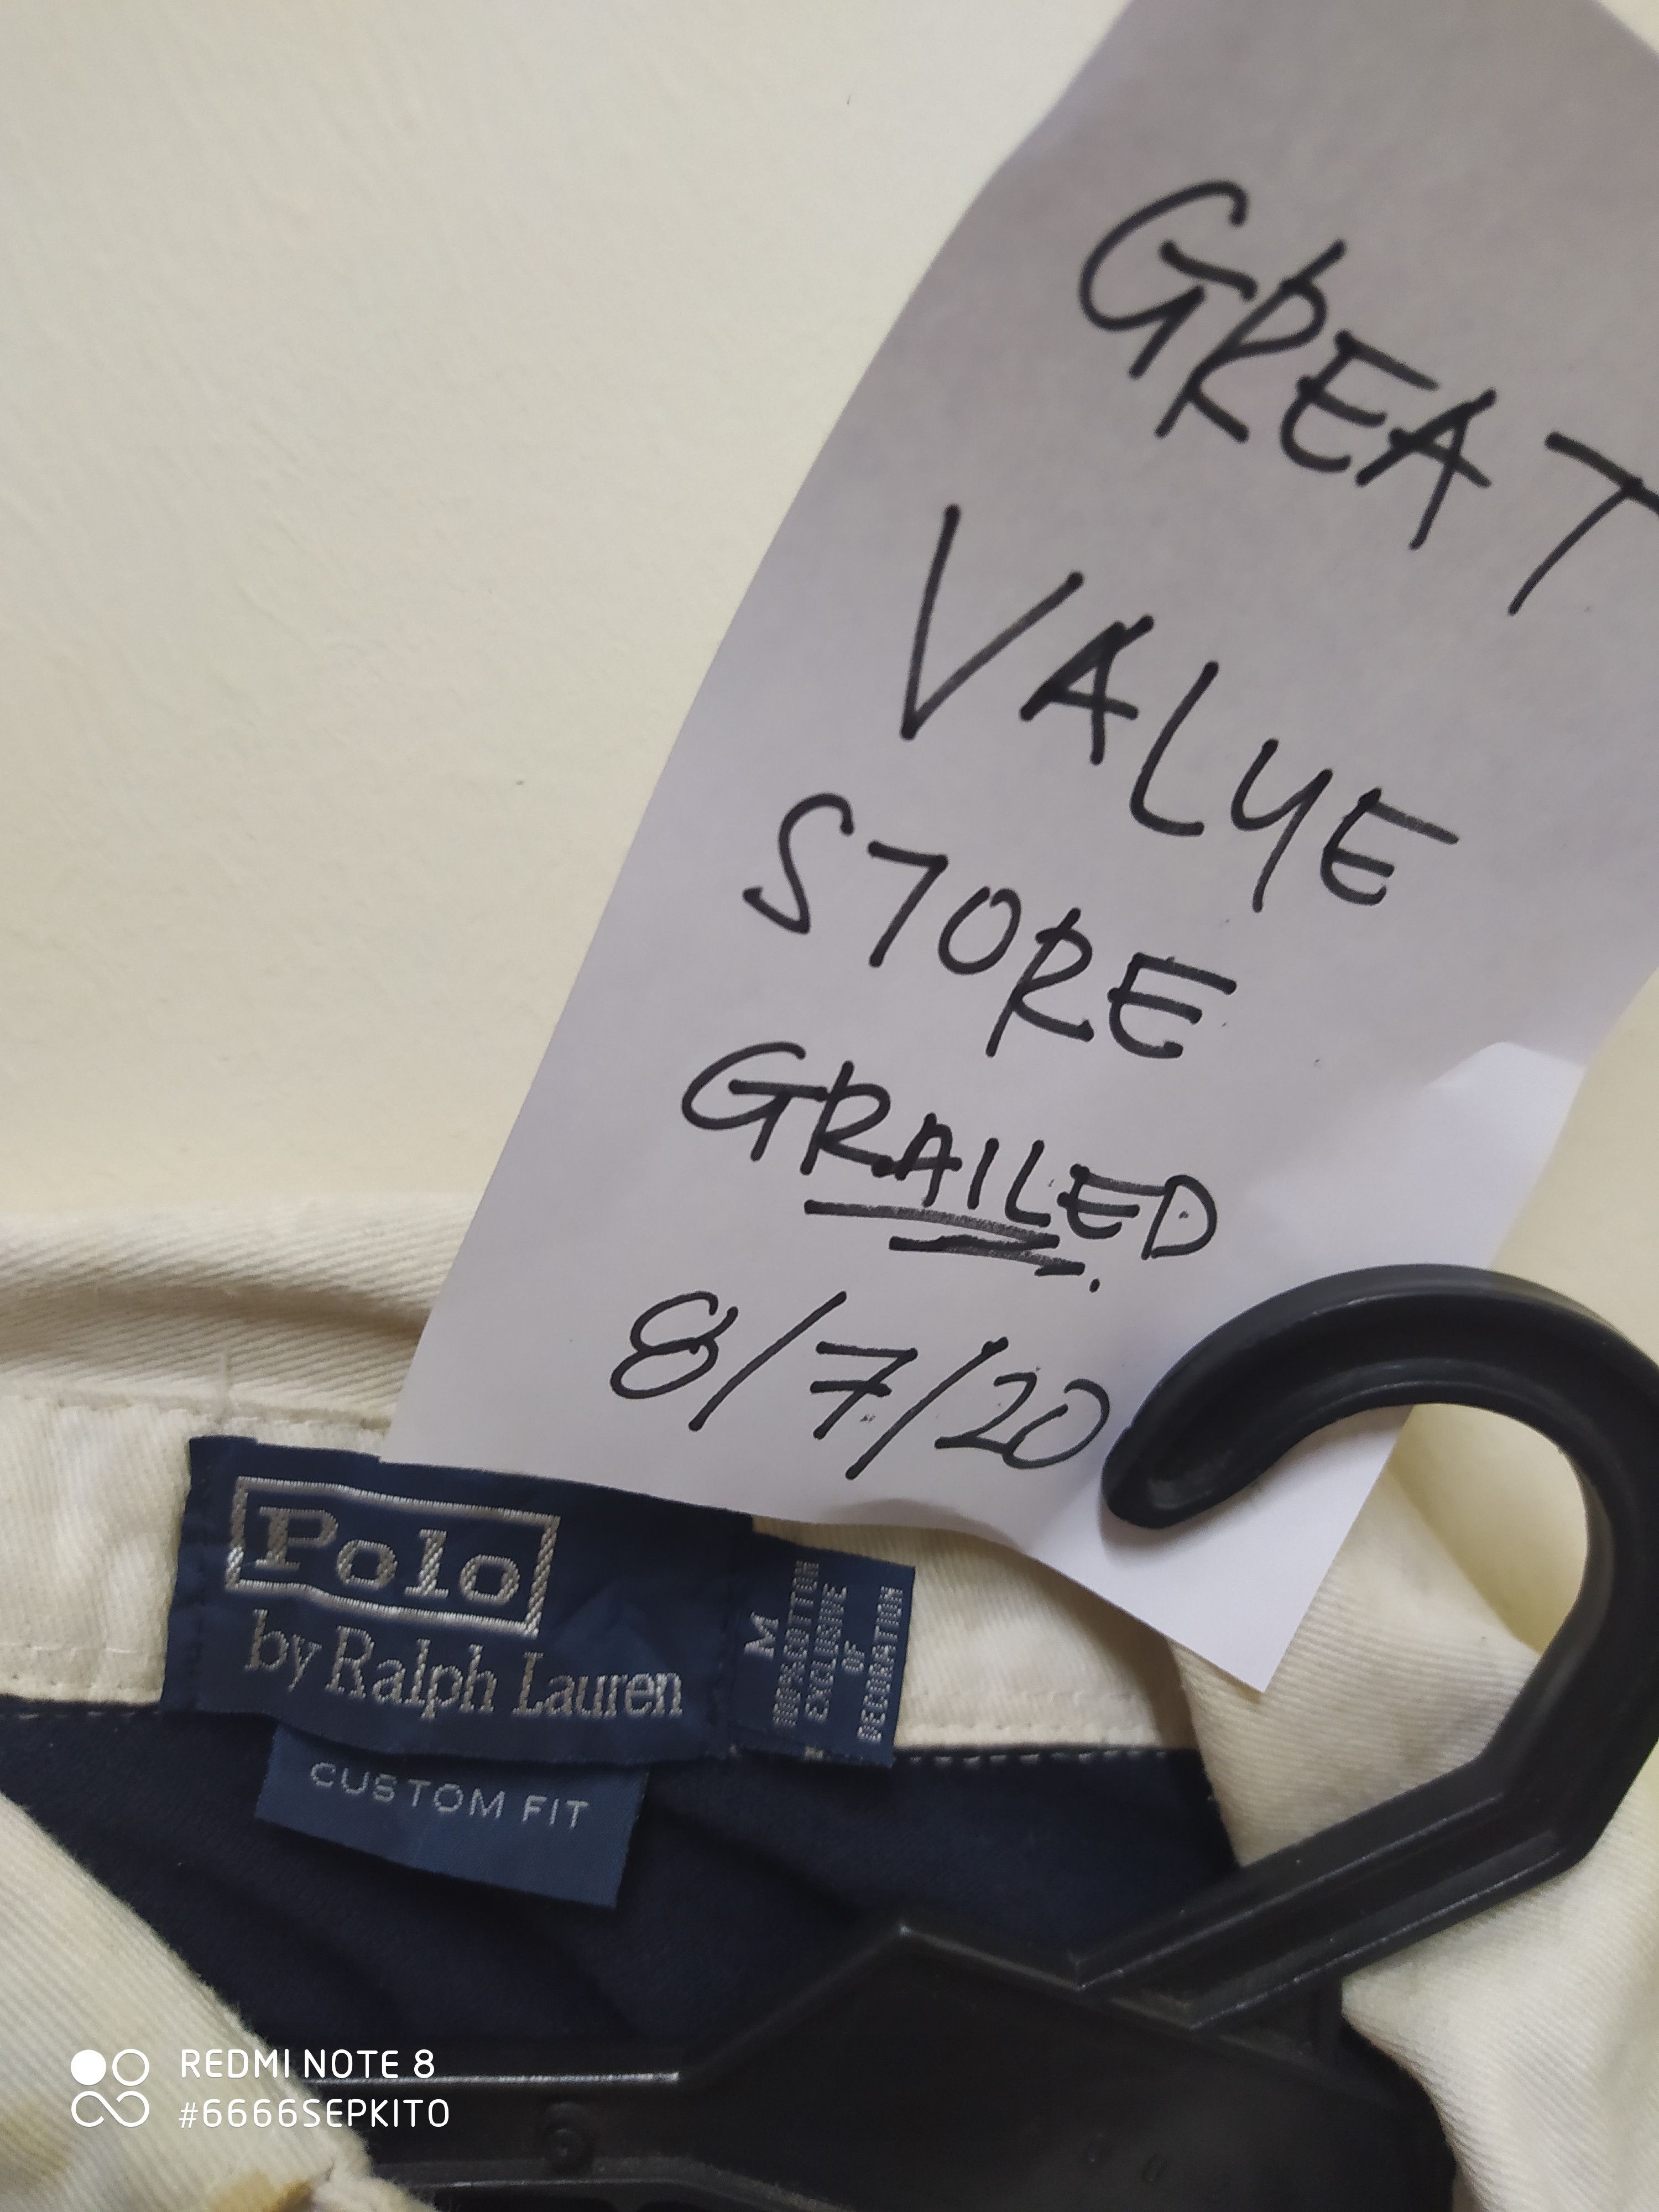 GREAT
VALUE
STORE
GRAILED
8/7/20
Polo
by Ralph Lauren
M
100% COTTON
EXCLUSIVE
OF
DECORATION
CUSTOM FIT
REDMI NOTE 8
#6666SEPKITO